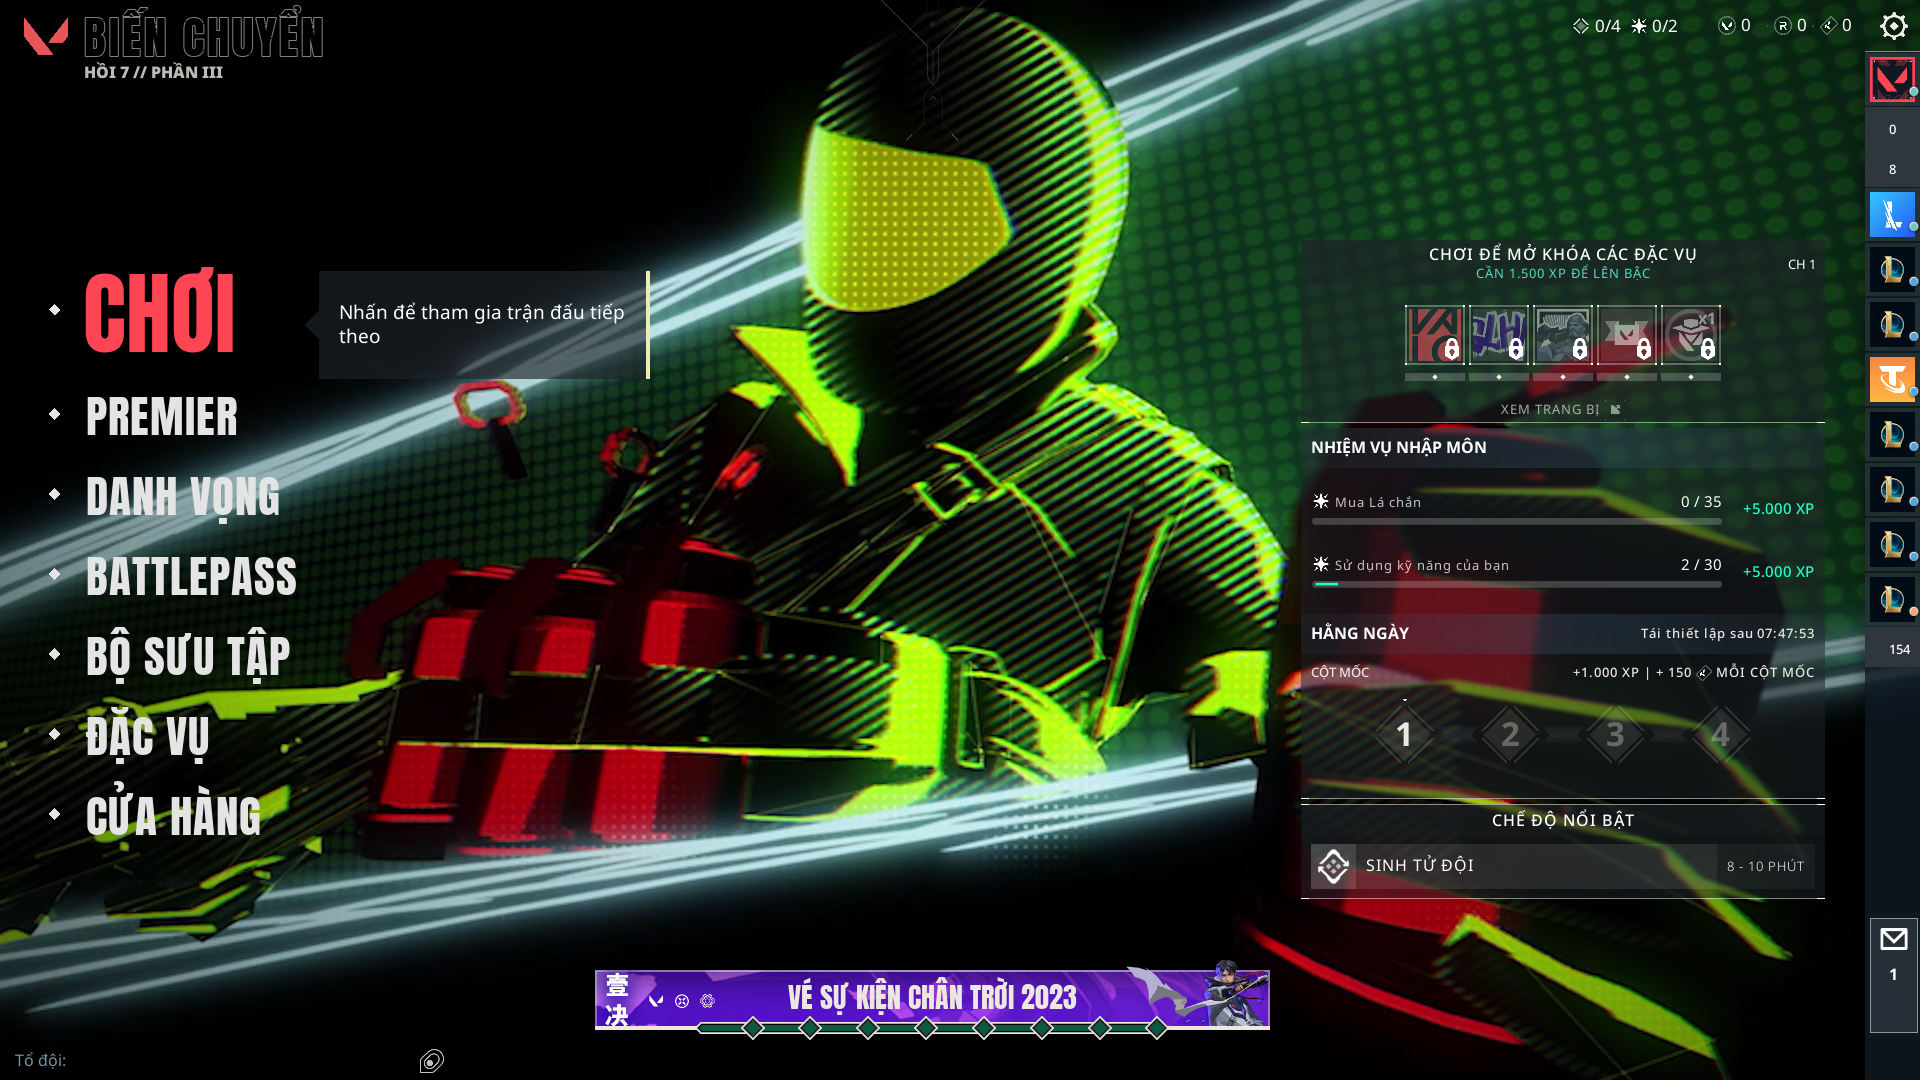 BIẾN CHUYỂN
HỒI 7 // PHẦN III
0/4
0/2
0
0
0
CHƠI
Nhấn để tham gia trận đấu tiếp
theo
PREMIER
DANH VỌNG
BATTLEPASS
BỘ SƯU TẬP
ĐẶC VỤ
CỬA HÀNG
CHƠI ĐỂ MỞ KHÓA CÁC ĐẶC VỤ
CẦN 1.500 XP ĐỂ LÊN BẬC
CH 1
x1
XEM TRANG BỊ
NHIỆM VỤ NHẬP MÔN
Mua Lá chắn
0 / 35
+5.000 XP
Sử dụng kỹ năng của bạn
2 / 30
+5.000 XP
HẰNG NGÀY
Tái thiết lập sau 07:47:53
CỘT MỐC
+1.000 XP | + 150 MỖI CỘT MỐC
1
2
3
4
CHẾ ĐỘ NỔI BẬT
SINH TỬ ĐỘI
8 - 10 PHÚT
0
8
154
1
壹
决
VÉ SỰ KIỆN CHÂN TRỜI 2023
Tổ đội: